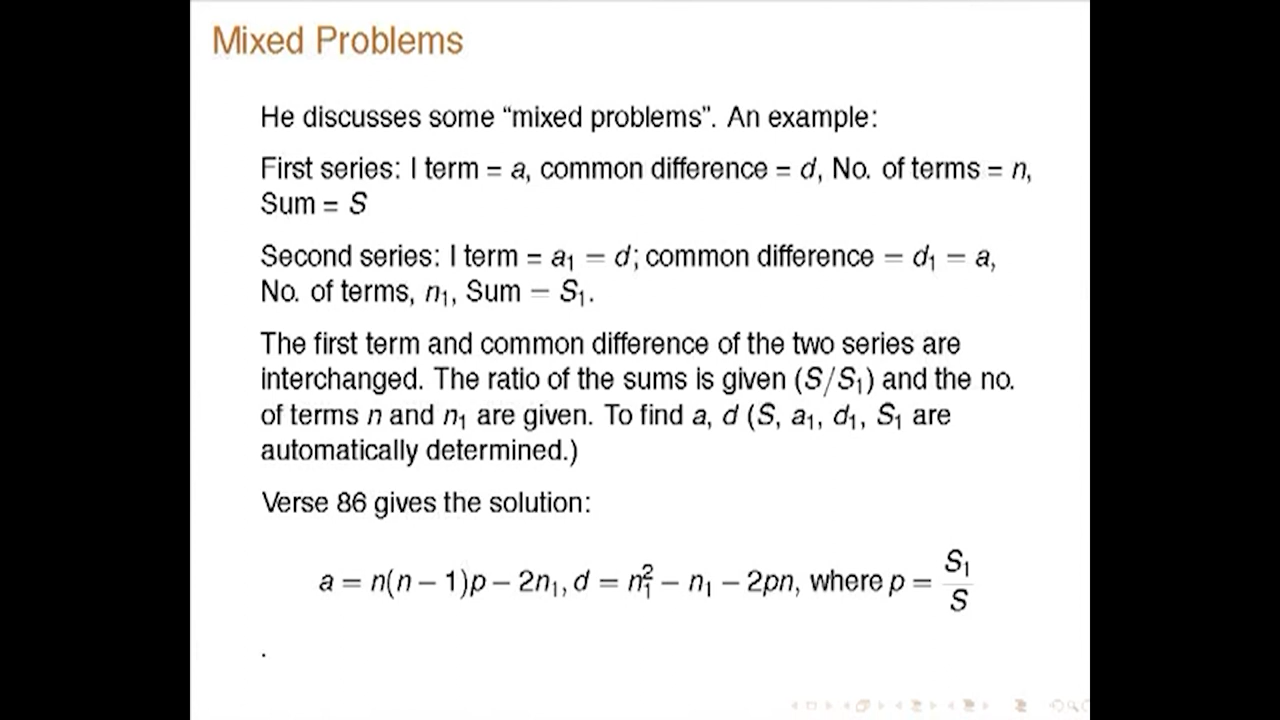 Mixed Problems
He discusses some “mixed problems”. An example:
First series: I term = a, common difference = d, No. of terms = n,
Sum = S
Second series: I term = a₁ = d; common difference = d₁ = a,
No. of terms, n₁, Sum = S₁.
The first term and common difference of the two series are
interchanged. The ratio of the sums is given (S/S₁) and the no.
of terms n and n₁ are given. To find a, d (S, a₁, d₁, S₁ are
automatically determined.)
Verse 86 gives the solution:
a = n(n − 1)p − 2n₁, d = n₁² − n₁ − 2pn, where p = S₁/S
.